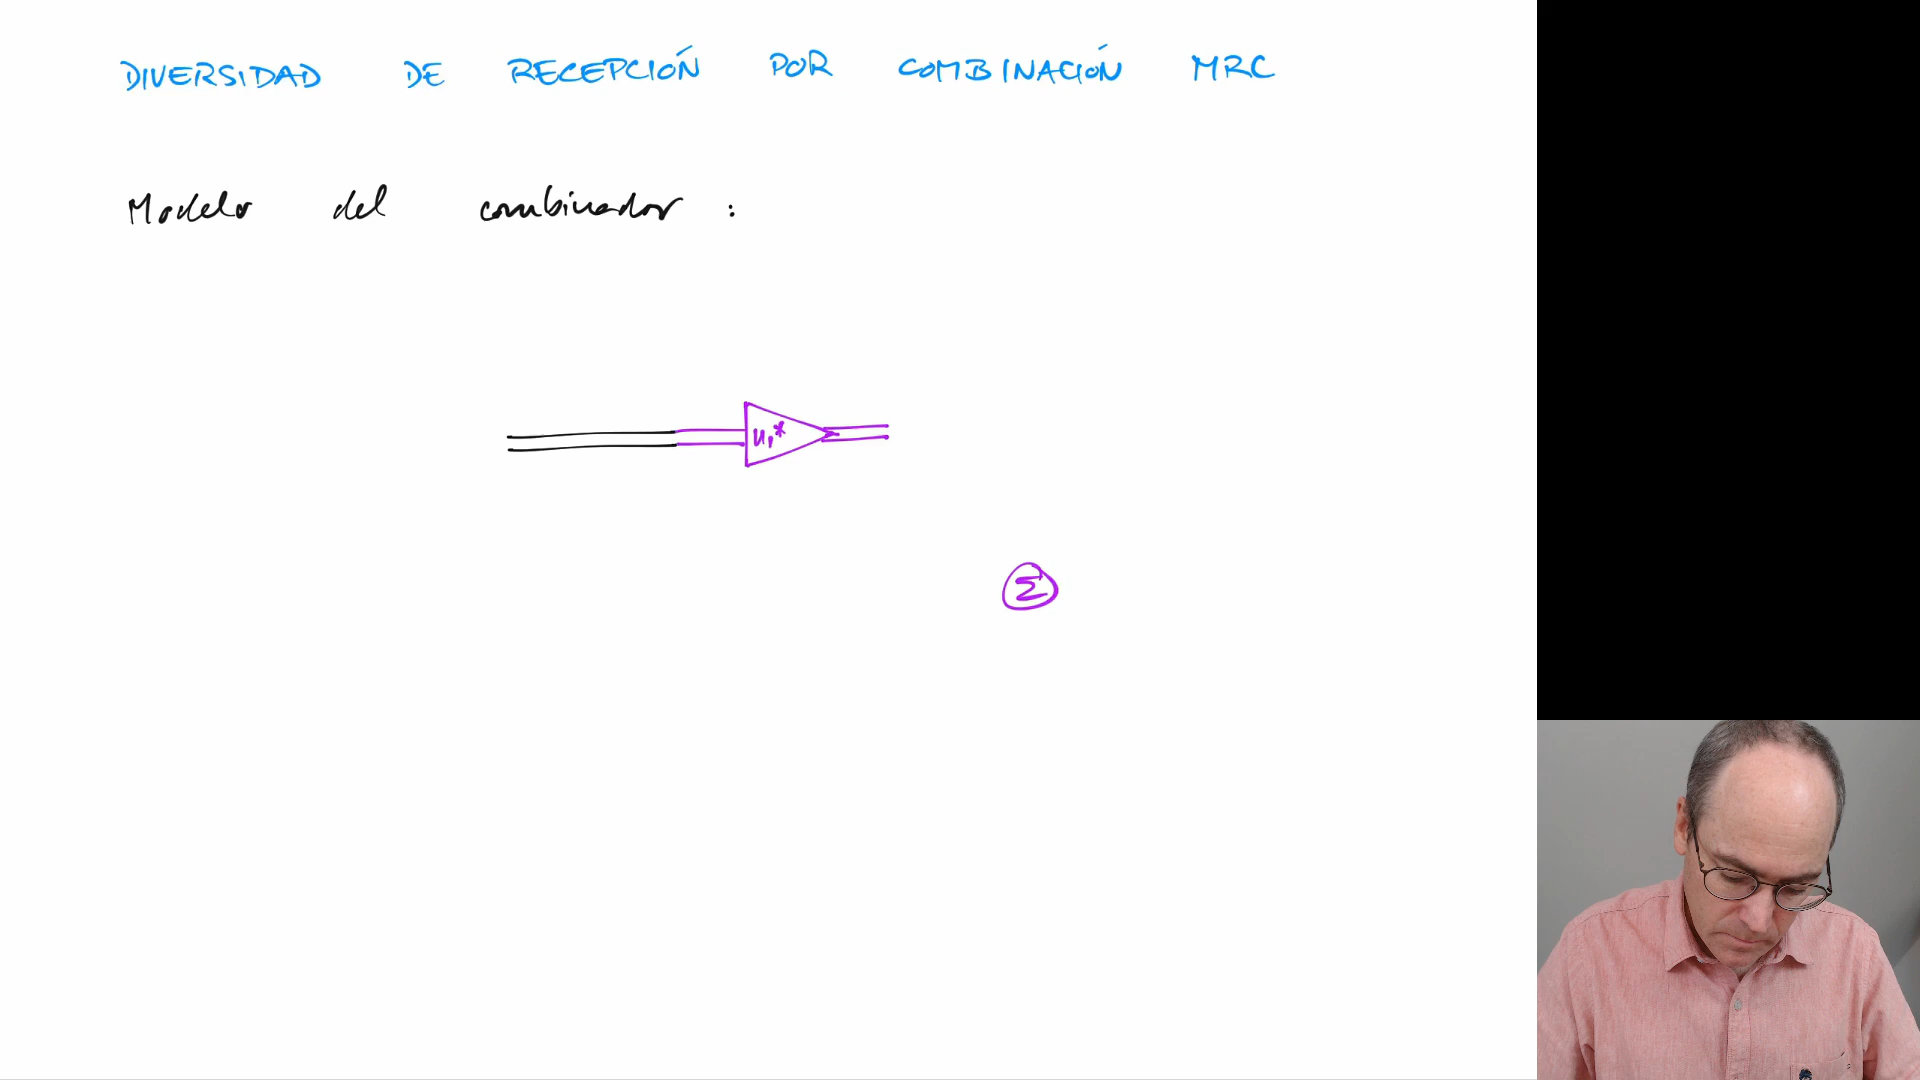 DIVERSIDAD DE RECEPCIÓN POR COMBINACIÓN MRC
Modelo del combinador :
u₁*
Σ